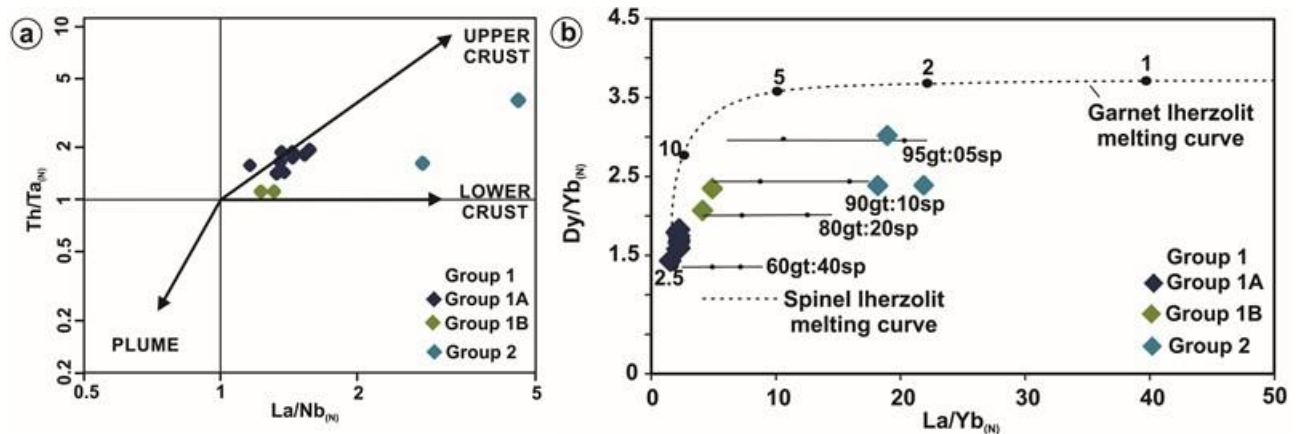 a
10
5
2
1
0.5
0.2
0.2
Th/Ta(N)
UPPER
CRUST
LOWER
CRUST
PLUME
Group 1
Group 1A
Group 1B
Group 2
0.5
1
2
5
La/Nb(N)
b
4.5
3.5
2.5
1.5
0
Dy/Yb(N)
10
5
2
1
Garnet lherzolit
melting curve
95gt:05sp
90gt:10sp
80gt:20sp
60gt:40sp
2.5
Spinel lherzolit
melting curve
Group 1
Group 1A
Group 1B
Group 2
0
10
20
30
40
50
La/Yb(N)